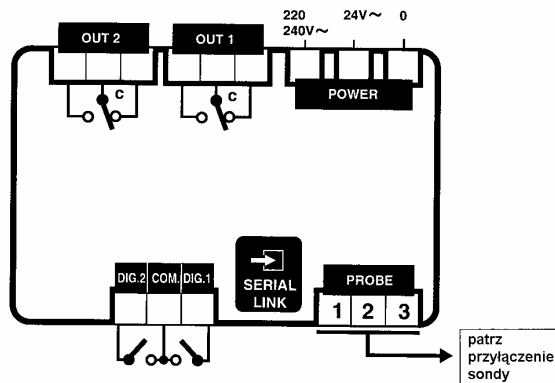 220
240V~
24V~
0
OUT 2
OUT 1
POWER
C
C
DIG.2
COM.
DIG.1
SERIAL
LINK
PROBE
1
2
3
patrz
przyłączenie
sondy